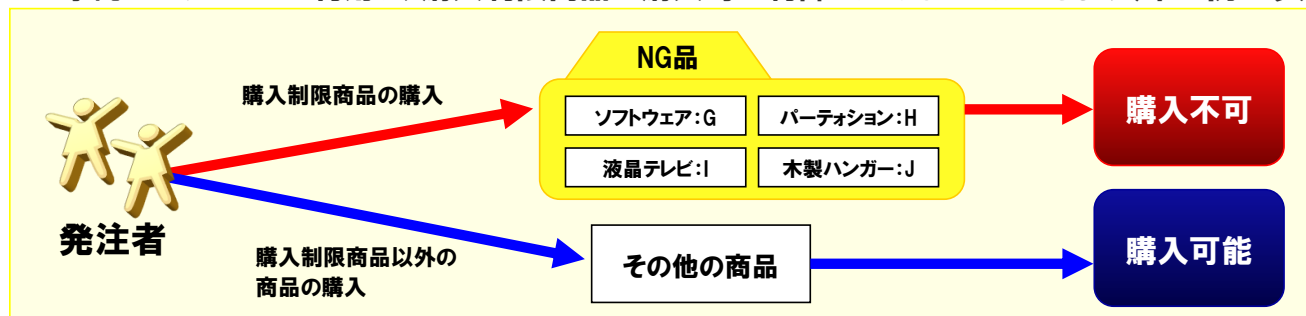 NG品
購入制限商品の購入
ソフトウェア:G
パーテォション:H
購入不可
液晶テレビ:I
木製ハンガー:J
発注者
購入制限商品以外の
商品の購入
その他の商品
購入可能